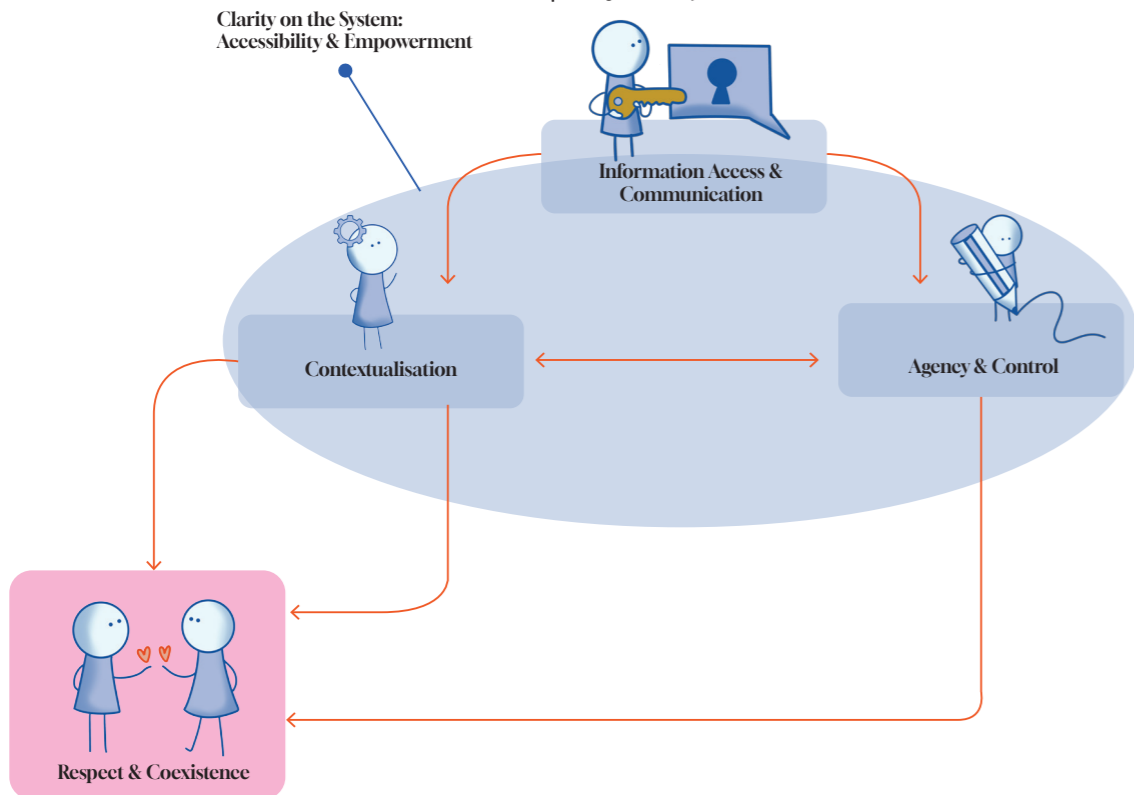 Clarity on the System:
Accessibility & Empowerment
Information Access &
Communication
Contextualisation
Agency & Control
Respect & Coexistence